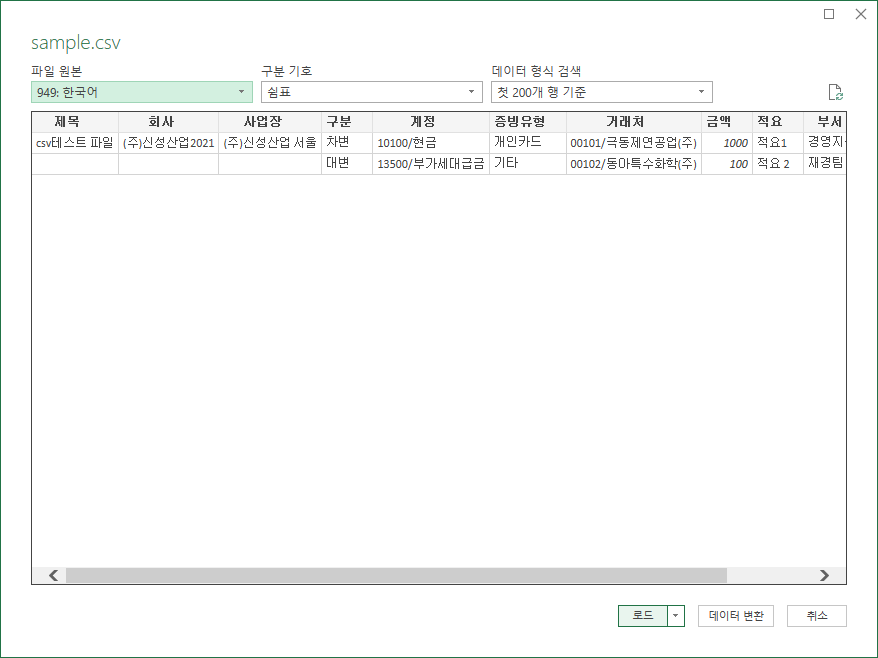 sample.csv
파일 원본 구분 기호 데이터 형식 검색
949: 한국어 쉼표 첫 200개 행 기준
제목 회사 사업장 구분 계정 증빙유형 거래처 금액 적요 부서
csv테스트 파일 (주)신성산업2021 (주)신성산업 서울 차변 10100/현금 개인카드 00101/극동제연공업(주) 1000 적요1 경영지
대변 13500/부가세대급금 기타 00102/동아특수화학(주) 100 적요 2 재경팀
로드 데이터 변환 취소